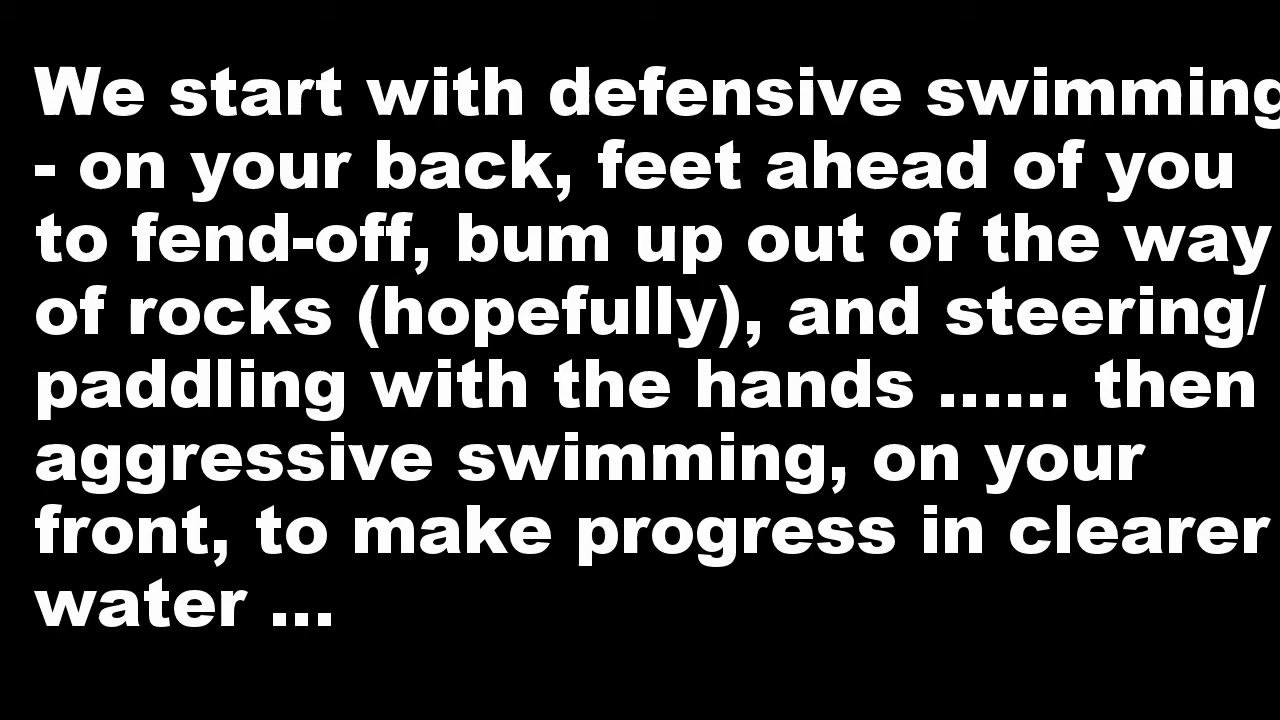 We start with defensive swimming
- on your back, feet ahead of you
to fend-off, bum up out of the way
of rocks (hopefully), and steering/
paddling with the hands ...... then
aggressive swimming, on your
front, to make progress in clearer
water ...